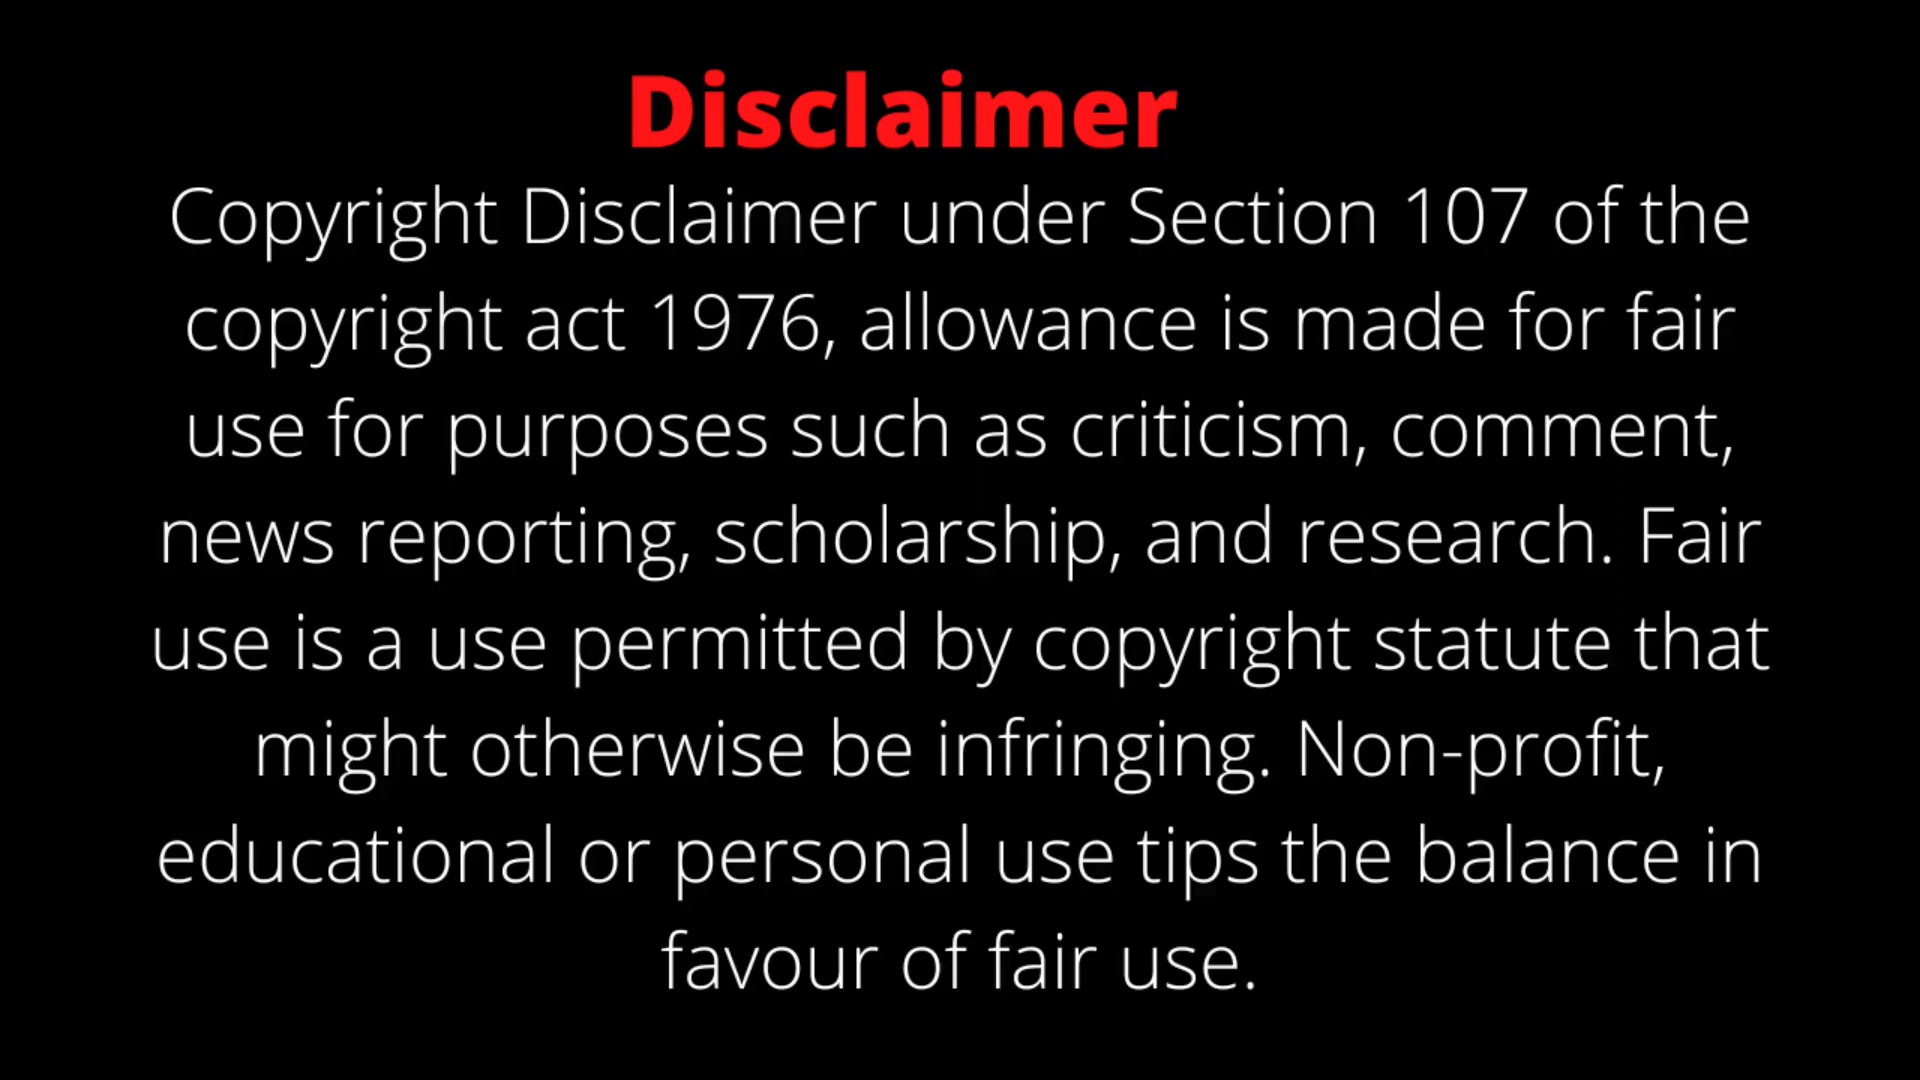 Disclaimer
Copyright Disclaimer under Section 107 of the
copyright act 1976, allowance is made for fair
use for purposes such as criticism, comment,
news reporting, scholarship, and research. Fair
use is a use permitted by copyright statute that
might otherwise be infringing. Non-profit,
educational or personal use tips the balance in
favour of fair use.